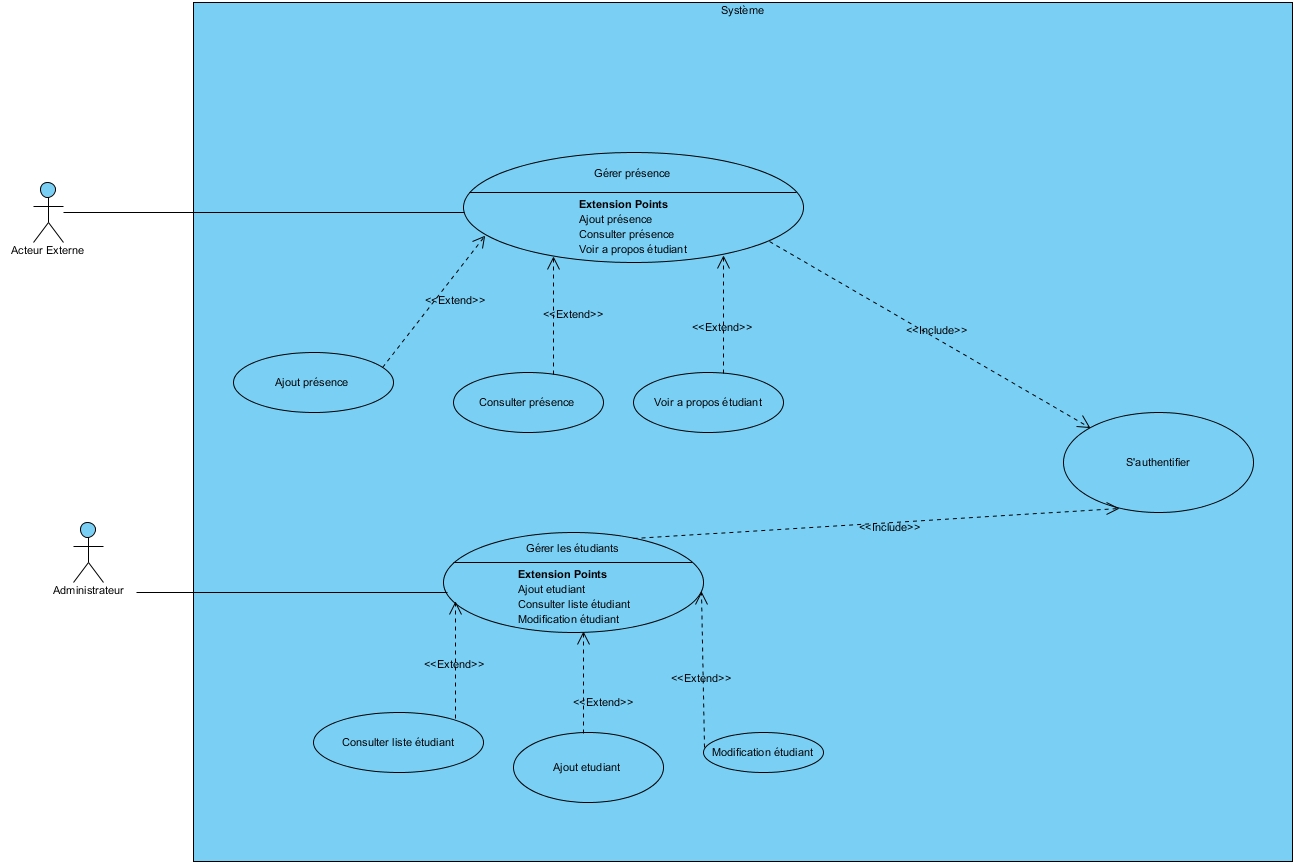 Système
Gérer présence
Extension Points
Ajout présence
Consulter présence
Voir a propos étudiant
Acteur Externe
<<Extend>>
<<Extend>>
<<Extend>>
<<Include>>
Ajout présence
Consulter présence
Voir a propos étudiant
S'authentifier
<<Include>>
Gérer les étudiants
Extension Points
Ajout etudiant
Consulter liste étudiant
Modification étudiant
Administrateur
<<Extend>>
<<Extend>>
<<Extend>>
Consulter liste étudiant
Ajout etudiant
Modification étudiant